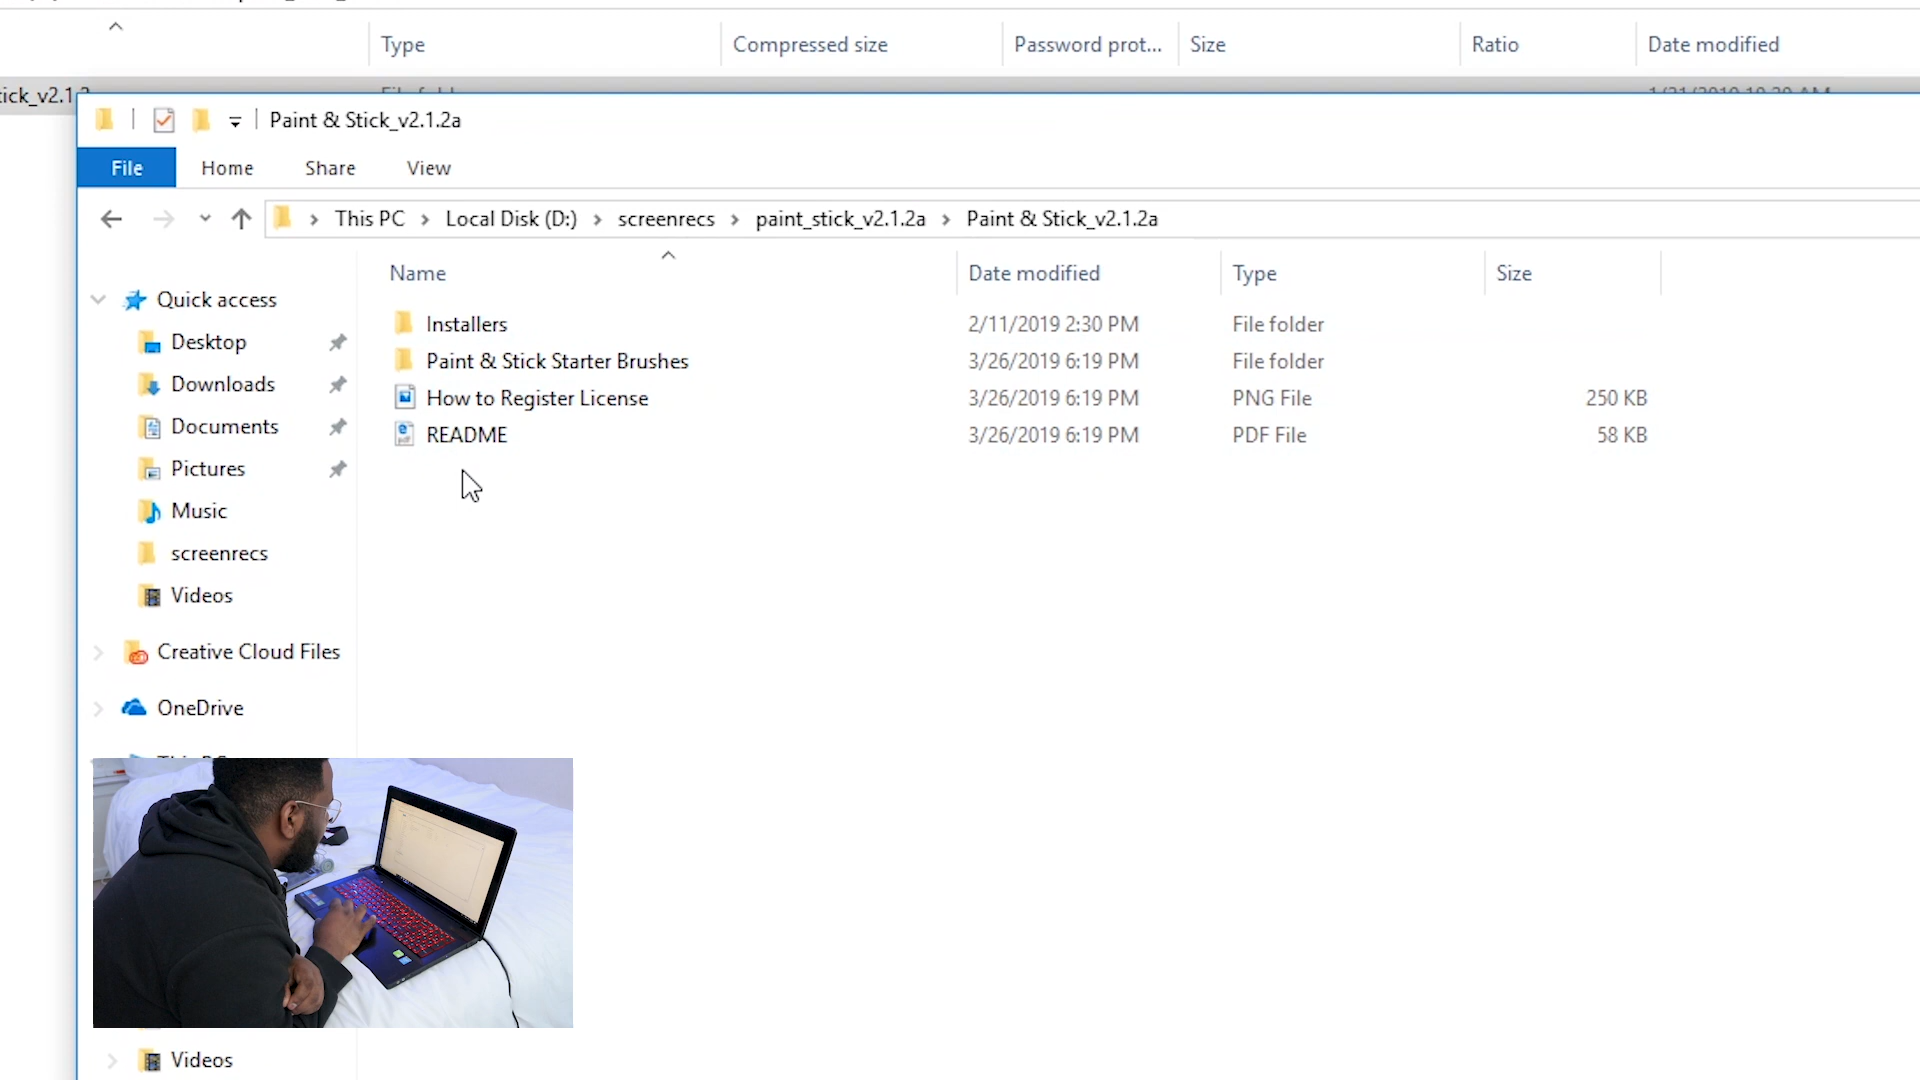 Type Compressed size Password prot... Size Ratio Date modified
Paint & Stick_v2.1.2a
File Home Share View
This PC Local Disk (D:) screenrecs paint_stick_v2.1.2a Paint & Stick_v2.1.2a
Name Date modified Type Size
Quick access
Desktop
Downloads
Documents
Pictures
Music
screenrecs
Videos
Creative Cloud Files
OneDrive
Videos
Installers 2/11/2019 2:30 PM File folder
Paint & Stick Starter Brushes 3/26/2019 6:19 PM File folder
How to Register License 3/26/2019 6:19 PM PNG File 250 KB
README 3/26/2019 6:19 PM PDF File 58 KB